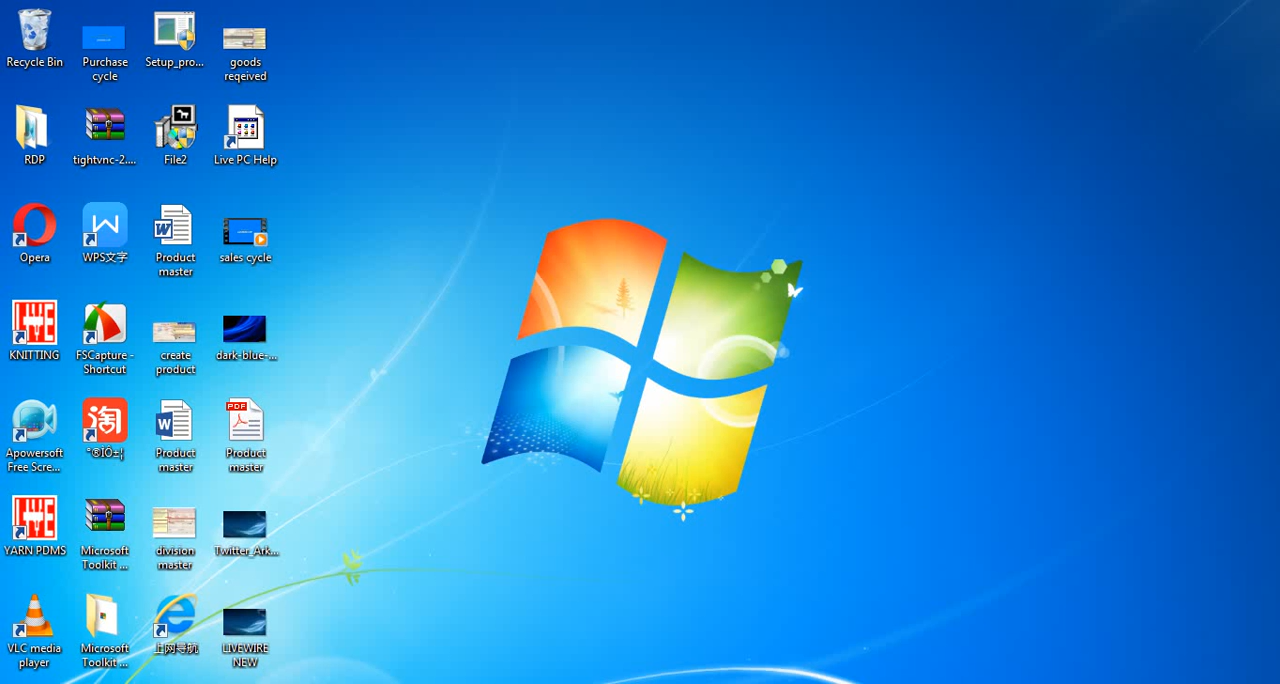 Recycle Bin
Purchase cycle
Setup_pro...
goods reqeived
RDP
tightvnc-2....
File2
Live PC Help
Opera
WPS文字
Product master
sales cycle
KNITTING
FSCapture - Shortcut
create product
dark-blue-...
Apowersoft Free Scre...
淘
°®ÌÔ±¦
Product master
PDF
Product master
YARN PDMS
Microsoft Toolkit ...
division master
Twitter_Ark...
VLC media player
Microsoft Toolkit ...
上网导航
LIVEWIRE NEW